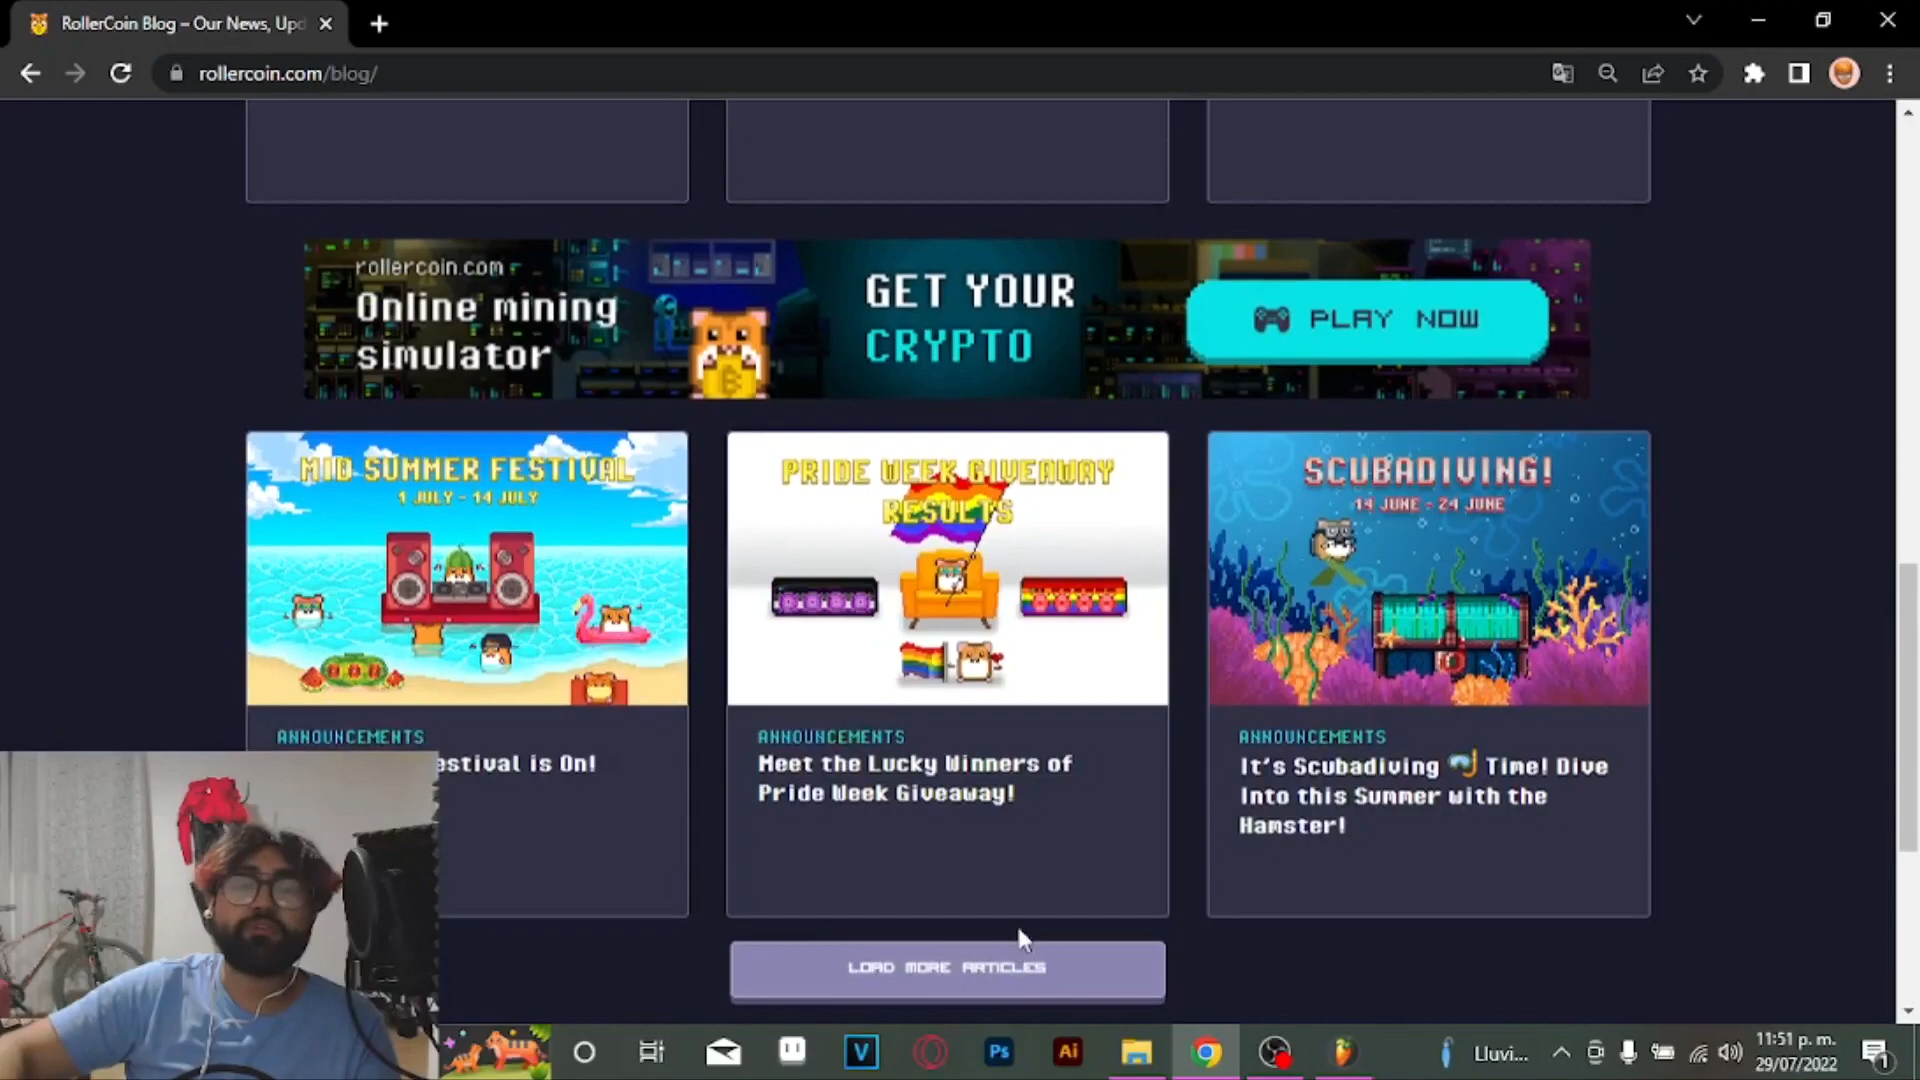 RollerCoin Blog – Our News, Upd
rollercoin.com/blog/
rollercoin.com
Online mining
simulator
GET YOUR
CRYPTO
PLAY NOW
MID SUMMER FESTIVAL
1 JULY - 14 JULY
PRIDE WEEK GIVEAWAY
RESULTS
SCUBADIVING!
14 JUNE - 24 JUNE
ANNOUNCEMENTS
estival is On!
ANNOUNCEMENTS
Meet the Lucky Winners of
Pride Week Giveaway!
ANNOUNCEMENTS
It's Scubadiving 🤿 Time! Dive
Into this Summer with the
Hamster!
LOAD MORE ARTICLES
V
Ps
Ai
Lluvi...
11:51 p. m.
29/07/2022
1